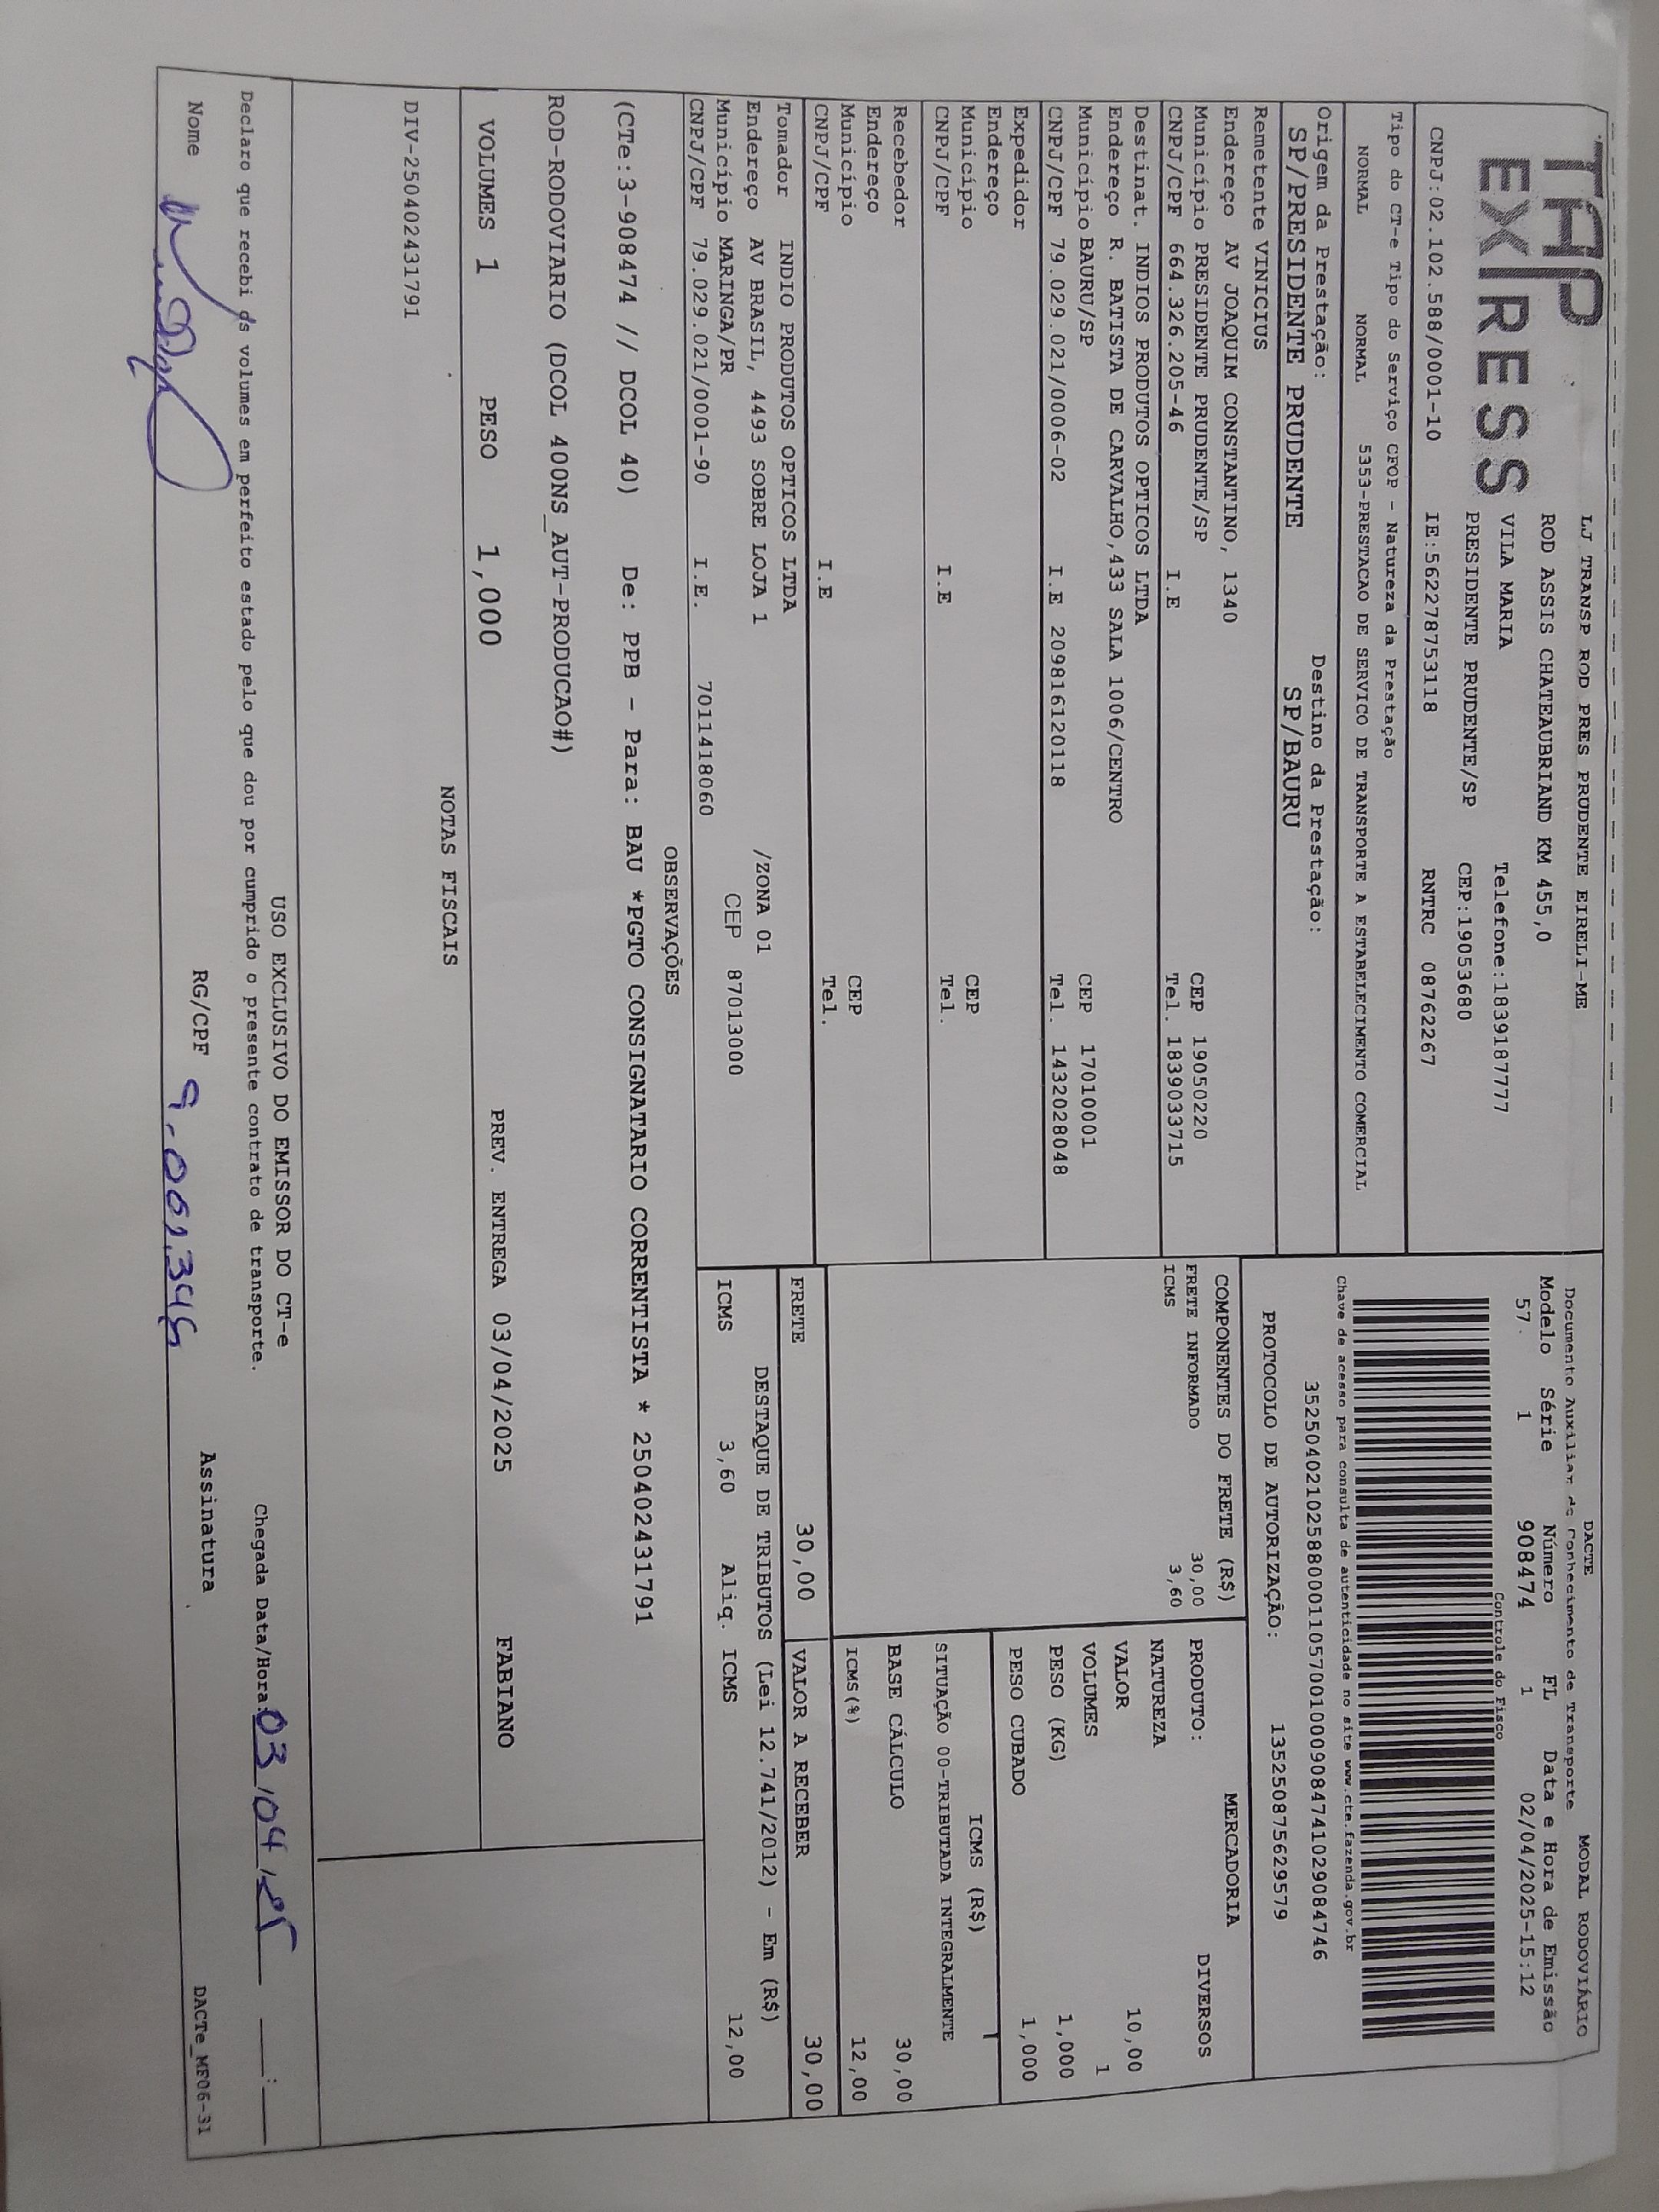 TAP
EXPRESS
LJ TRANSP ROD PRES PRUDENTE EIRELI-ME
ROD ASSIS CHATEAUBRIAND KM 455,0
VILA MARIA Telefone:1839187777
PRESIDENTE PRUDENTE/SP CEP:19053680
CNPJ:02.102.588/0001-10 IE:562278753118 RNTRC 08762267
Tipo do CT-e Tipo do Serviço CFOP - Natureza da Prestação
NORMAL NORMAL 5353-PRESTACAO DE SERVICO DE TRANSPORTE A ESTABELECIMENTO COMERCIAL
Origem da Prestação: Destino da Prestação:
SP/PRESIDENTE PRUDENTE SP/BAURU
DACTE MODAL RODOVIÁRIO
Documento Auxiliar do Conhecimento de Transporte
Modelo Série Número FL Data e Hora de Emissão
57 1 908474 1 02/04/2025-15:12
Controle do Fisco
Chave de acesso para consulta de autenticidade no site www.cte.fazenda.gov.br
35250402102588000110570010009084741029084746
PROTOCOLO DE AUTORIZAÇÃO: 135250875629579
Remetente VINICIUS
Endereço AV JOAQUIM CONSTANTINO, 1340
Município PRESIDENTE PRUDENTE/SP CEP 19050220
CNPJ/CPF 664.326.205-46 I.E Tel. 1839033715
Destinat. INDIOS PRODUTOS OPTICOS LTDA
Endereço R. BATISTA DE CARVALHO,433 SALA 1006/CENTRO
Município BAURU/SP CEP 17010001
CNPJ/CPF 79.029.021/0006-02 I.E 209816120118 Tel. 1432028048
Expedidor
Endereço
Município CEP
CNPJ/CPF I.E Tel.
Recebedor
Endereço
Município CEP
CNPJ/CPF I.E Tel.
Tomador INDIO PRODUTOS OPTICOS LTDA
Endereço AV BRASIL, 4493 SOBRE LOJA 1 /ZONA 01
Município MARINGA/PR CEP 87013000
CNPJ/CPF 79.029.021/0001-90 I.E. 7011418060
COMPONENTES DO FRETE (R$)
FRETE INFORMADO 30,00
ICMS 3,60
MERCADORIA
PRODUTO: DIVERSOS
NATUREZA
VALOR 10,00
VOLUMES 1
PESO (KG) 1,000
PESO CUBADO 1,000
ICMS (R$)
SITUAÇÃO 00-TRIBUTADA INTEGRALMENTE
BASE CÁLCULO 30,00
ICMS(%) 12,00
FRETE 30,00 VALOR A RECEBER 30,00
DESTAQUE DE TRIBUTOS (Lei 12.741/2012) - Em (R$)
ICMS 3,60 Aliq. ICMS 12,00
OBSERVAÇÕES
(CTe:3-908474 // DCOL 40) De: PPB - Para: BAU *PGTO CONSIGNATARIO CORRENTISTA * 250402431791
ROD-RODOVIARIO (DCOL 400NS_AUT-PRODUCAO#)
VOLUMES 1 PESO 1,000 PREV. ENTREGA 03/04/2025 FABIANO
NOTAS FISCAIS
DIV-250402431791
USO EXCLUSIVO DO EMISSOR DO CT-e
Declaro que recebi os volumes em perfeito estado pelo que dou por cumprido o presente contrato de transporte. Chegada Data/Hora: 03/04/25 __:__
Nome RG/CPF 9.001.346 Assinatura DACTe_MF06-31